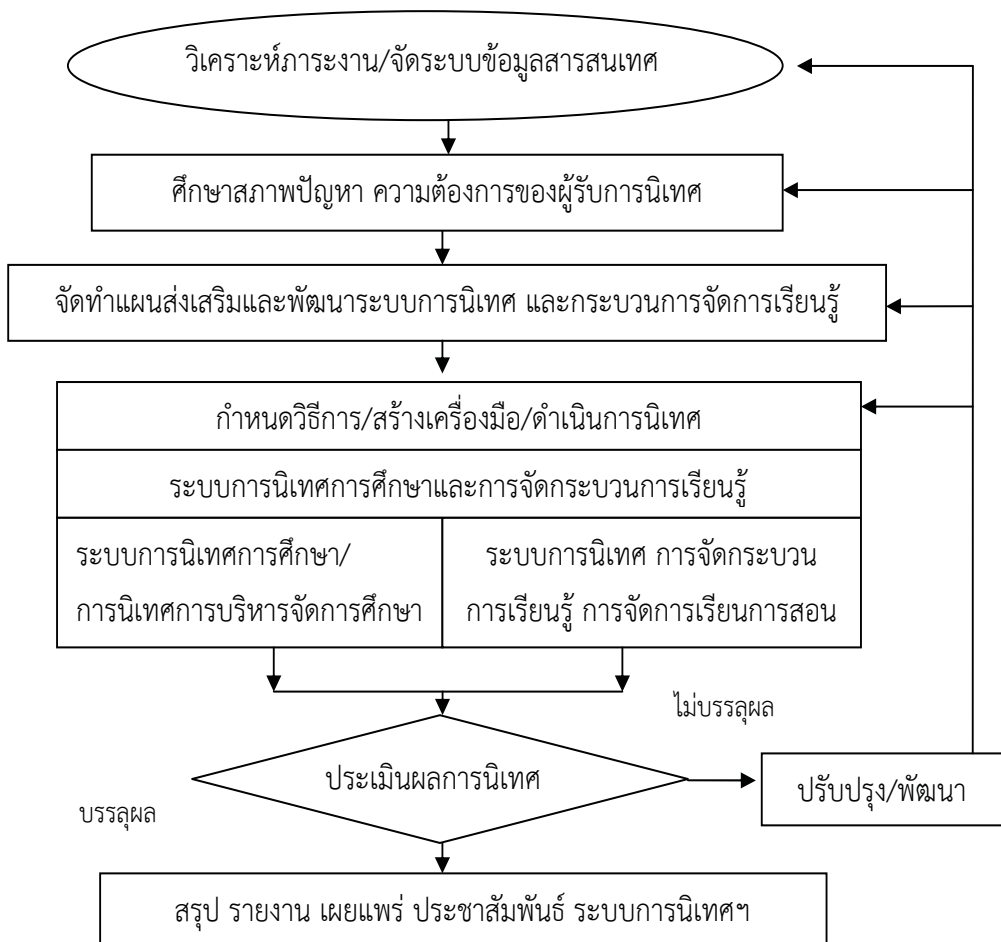 วิเคราะห์ภาระงาน/จัดระบบข้อมูลสารสนเทศ
ศึกษาสภาพปัญหา ความต้องการของผู้รับการนิเทศ
จัดทำแผนส่งเสริมและพัฒนาระบบการนิเทศ และกระบวนการจัดการเรียนรู้
กำหนดวิธีการ/สร้างเครื่องมือ/ดำเนินการนิเทศ
ระบบการนิเทศการศึกษาและการจัดกระบวนการเรียนรู้
ระบบการนิเทศการศึกษา/
การนิเทศการบริหารจัดการศึกษา
ระบบการนิเทศ การจัดกระบวน
การเรียนรู้ การจัดการเรียนการสอน
ไม่บรรลุผล
ประเมินผลการนิเทศ
ปรับปรุง/พัฒนา
บรรลุผล
สรุป รายงาน เผยแพร่ ประชาสัมพันธ์ ระบบการนิเทศฯ